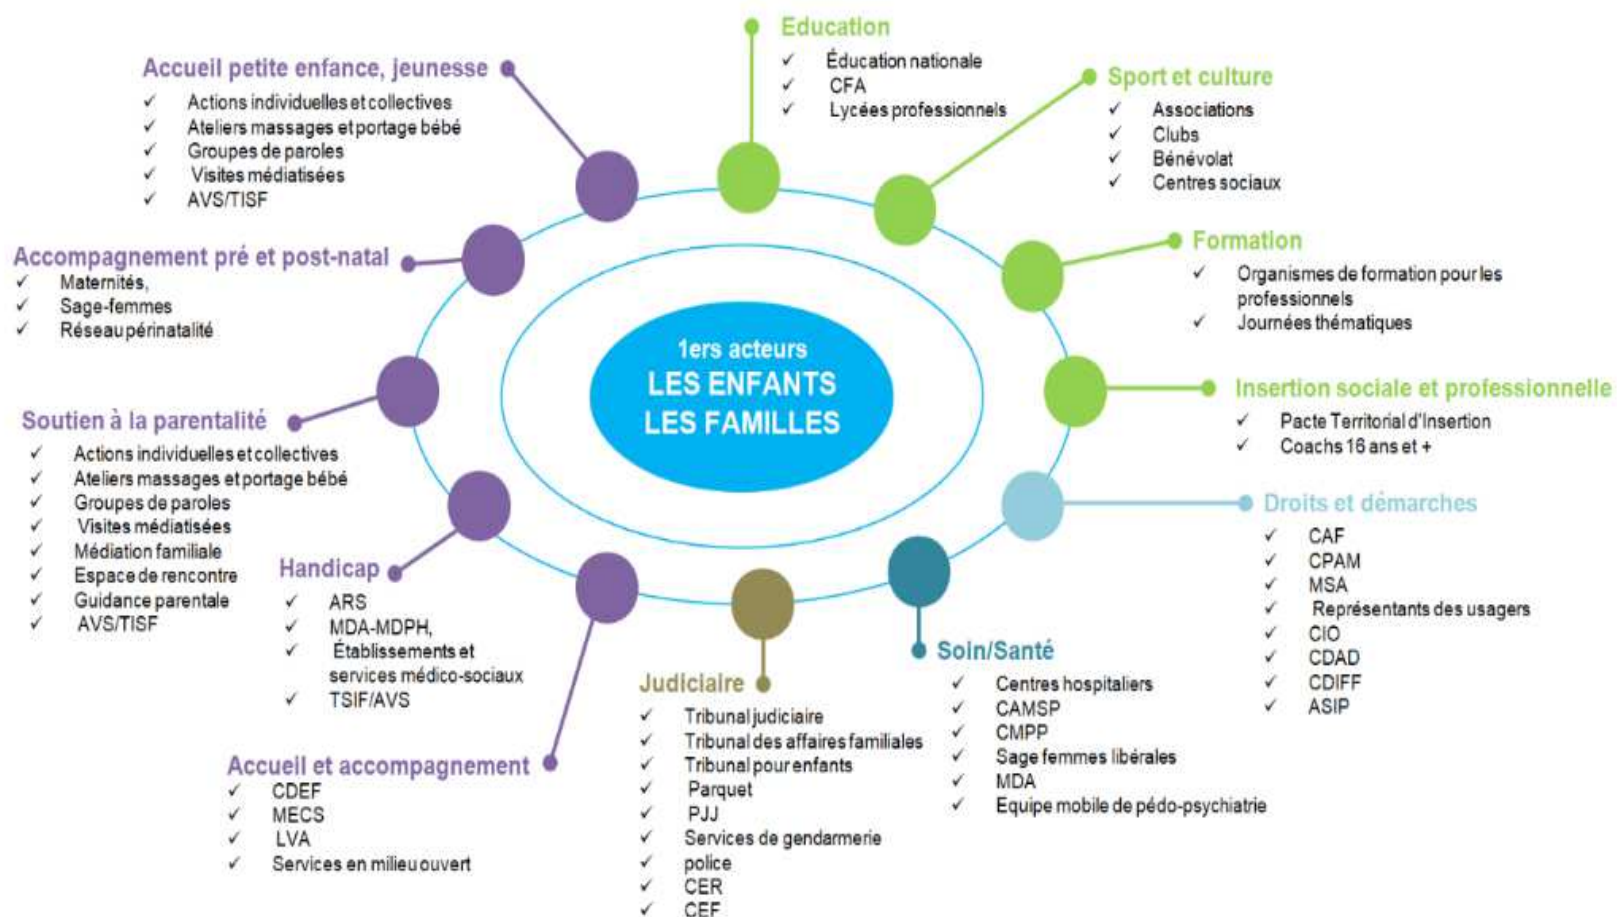 Education
Éducation nationale
CFA
Lycées professionnels
Accueil petite enfance, jeunesse
Actions individuelles et collectives
Ateliers massages et portage bébé
Groupes de paroles
Visites médiatisées
AVS/TISF
Sport et culture
Associations
Clubs
Bénévolat
Centres sociaux
Accompagnement pré et post-natal
Maternités,
Sage-femmes
Réseau périnatalité
Formation
Organismes de formation pour les
professionnels
Journées thématiques
1ers acteurs
LES ENFANTS
LES FAMILLES
Insertion sociale et professionnelle
Pacte Territorial d'Insertion
Coachs 16 ans et +
Soutien à la parentalité
Actions individuelles et collectives
Ateliers massages et portage bébé
Groupes de paroles
Visites médiatisées
Médiation familiale
Espace de rencontre
Guidance parentale
AVS/TISF
Droits et démarches
CAF
CPAM
MSA
Représentants des usagers
CIO
CDAD
CDIFF
ASIP
Handicap
ARS
MDA-MDPH,
Établissements et
services médico-sociaux
TSIF/AVS
Soin/Santé
Centres hospitaliers
CAMSP
CMPP
Sage femmes libérales
MDA
Equipe mobile de pédo-psychiatrie
Judiciaire
Tribunal judiciaire
Tribunal des affaires familiales
Tribunal pour enfants
Parquet
PJJ
Services de gendarmerie
police
CER
CEF
Accueil et accompagnement
CDEF
MECS
LVA
Services en milieu ouvert